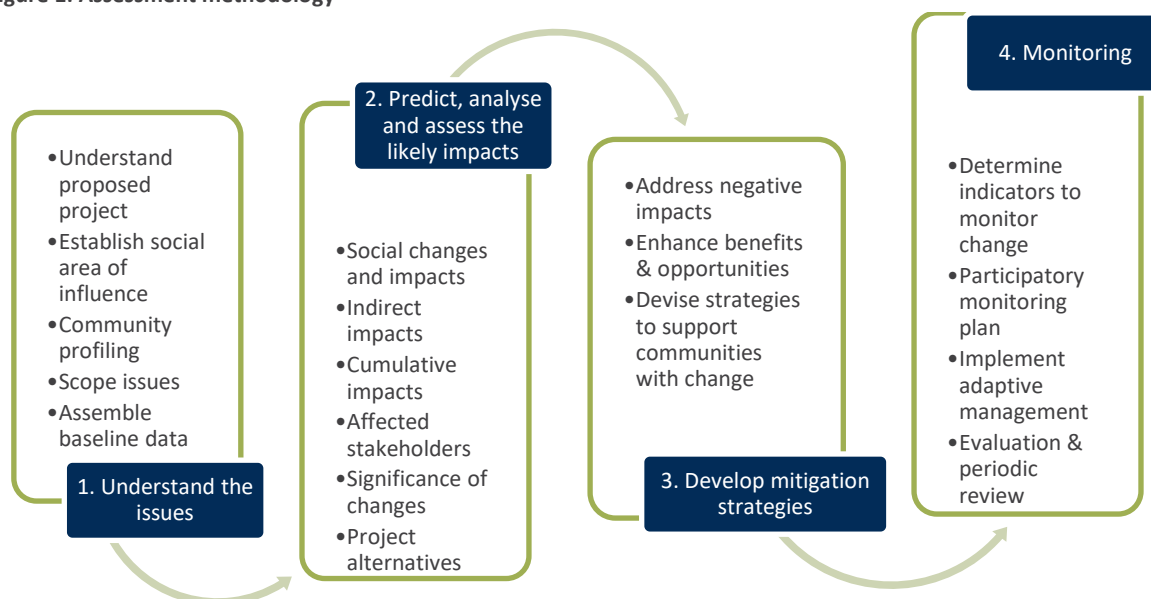 igure 1. Assessment methodology
•Understand
proposed
project
•Establish social
area of
influence
•Community
profiling
•Scope issues
•Assemble
baseline data
1. Understand the
issues
2. Predict, analyse
and assess the
likely impacts
•Social changes
and impacts
•Indirect
impacts
•Cumulative
impacts
•Affected
stakeholders
•Significance of
changes
•Project
alternatives
•Address negative
impacts
•Enhance benefits
& opportunities
•Devise strategies
to support
communities
with change
3. Develop mitigation
strategies
4. Monitoring
•Determine
indicators to
monitor
change
•Participatory
monitoring
plan
•Implement
adaptive
management
•Evaluation &
periodic
review